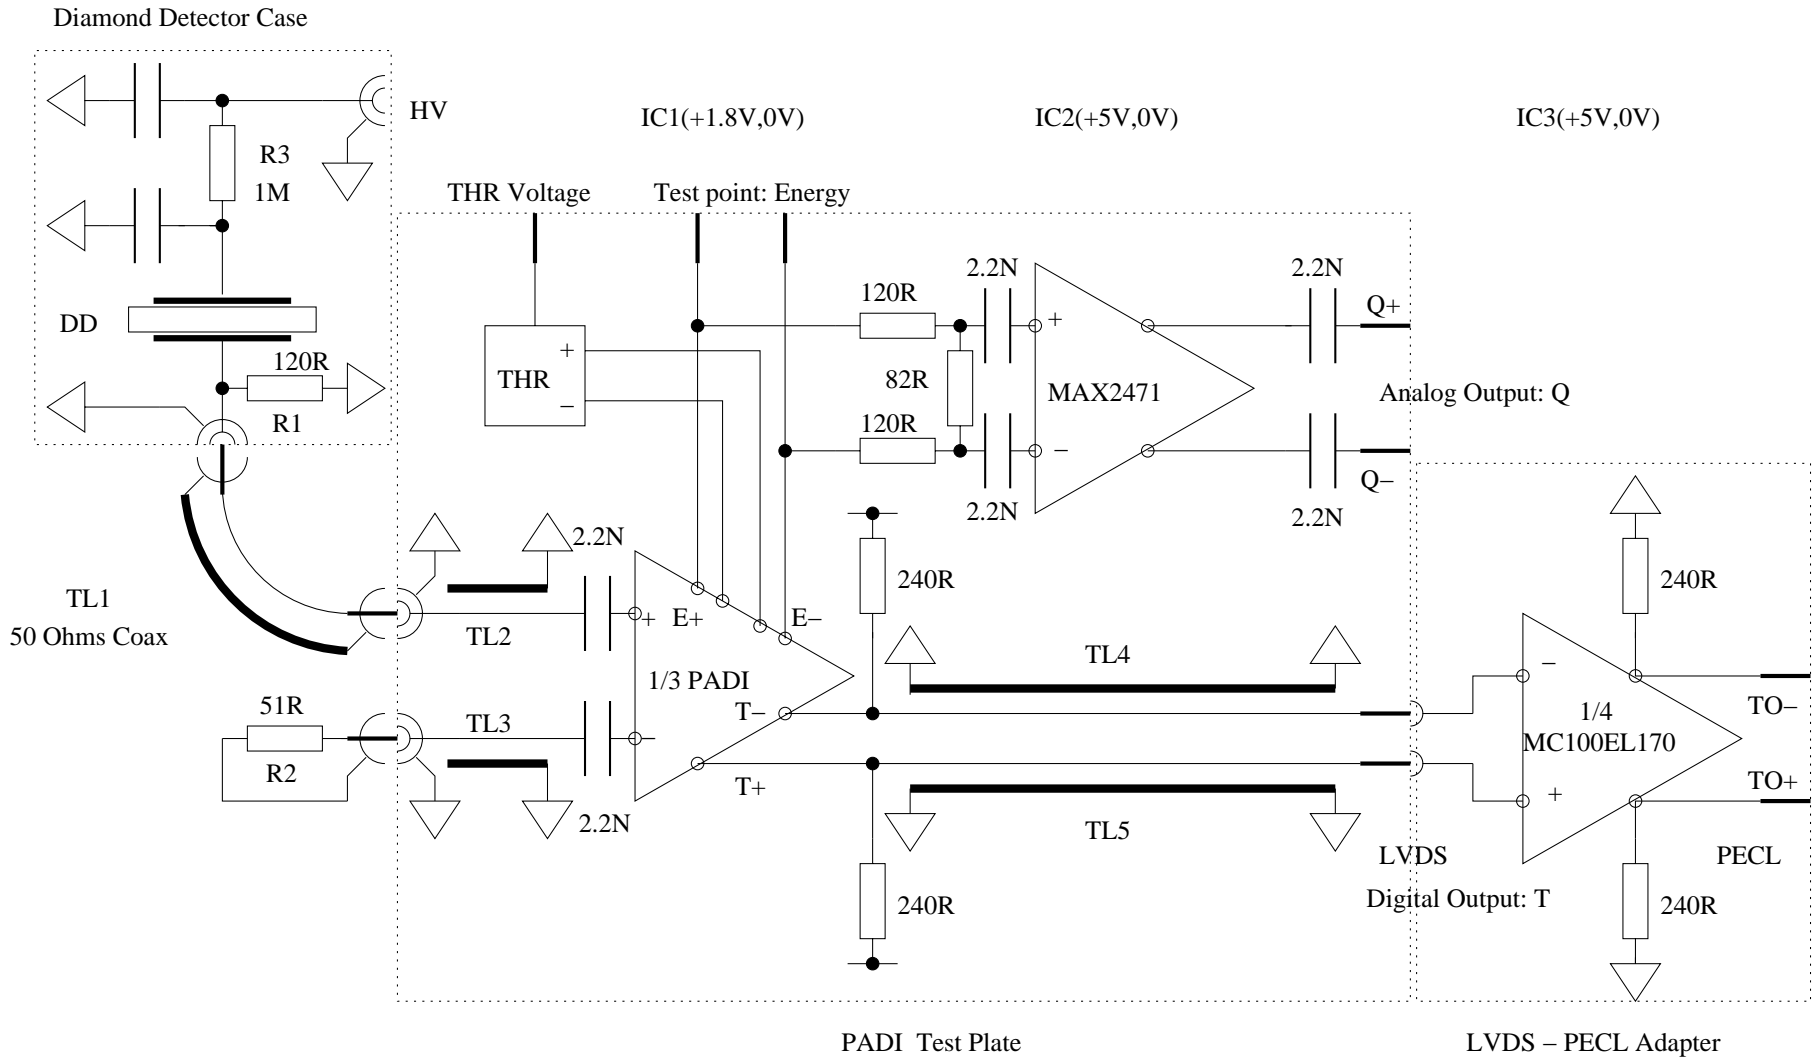 Diamond Detector Case
HV
IC1(+1.8V,0V)
IC2(+5V,0V)
IC3(+5V,0V)
R3
1M
THR Voltage
Test point: Energy
2.2N
2.2N
120R
Q+
DD
+
+
120R
THR
82R
MAX2471
Analog Output: Q
−
R1
120R
−
Q−
2.2N
2.2N
2.2N
240R
240R
TL1
50 Ohms Coax
TL2
+
E+
E−
TL4
−
1/3 PADI
51R
TL3
−
T−
1/4
MC100EL170
TO−
R2
T+
+
TO+
2.2N
TL5
LVDS
PECL
240R
Digital Output: T
240R
PADI Test Plate
LVDS − PECL Adapter